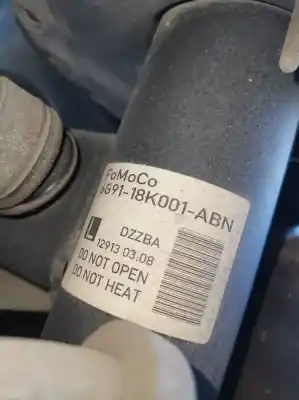 FoMoCo
6G91-18K001-ABN
L
DZZBA
12913 03:08
DO NOT OPEN
DO NOT HEAT